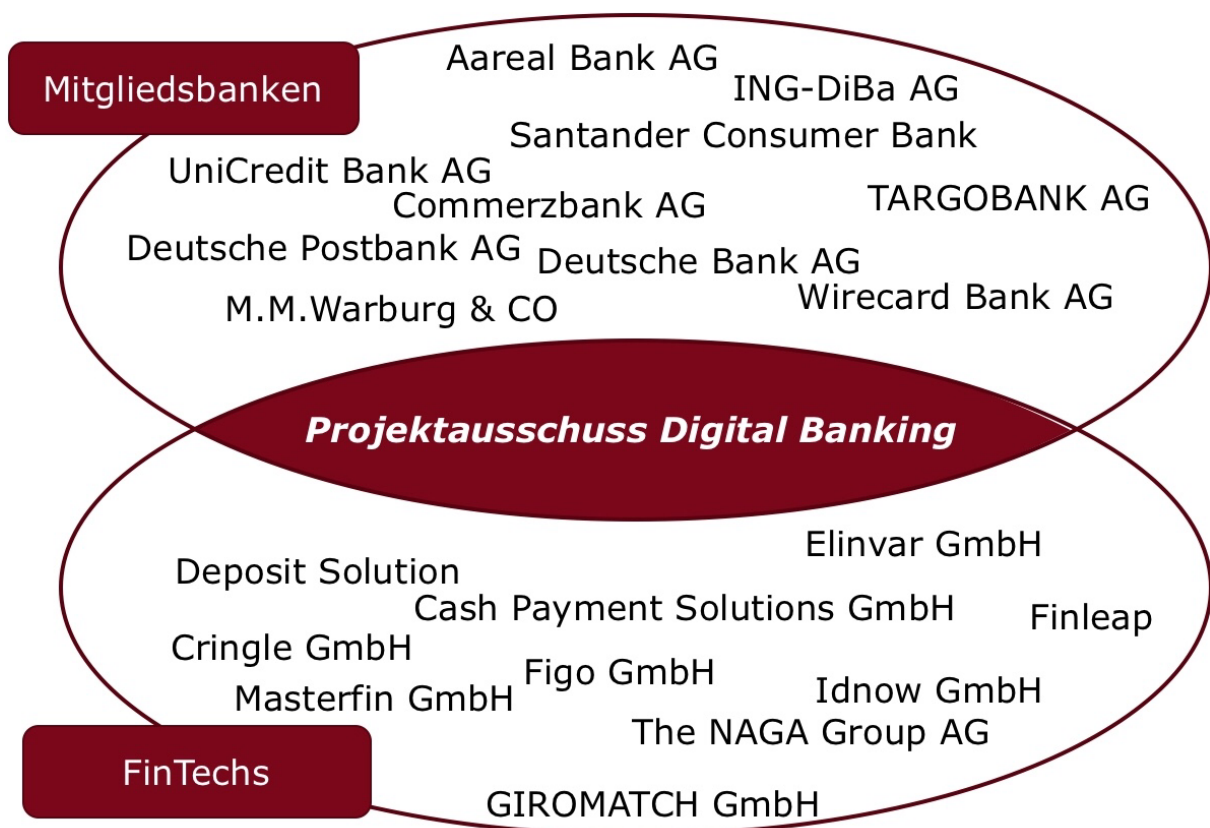 Mitgliedsbanken
Aareal Bank AG
ING-DiBa AG
Santander Consumer Bank
UniCredit Bank AG
TARGOBANK AG
Commerzbank AG
Deutsche Postbank AG
Deutsche Bank AG
Wirecard Bank AG
M.M.Warburg & CO
Projektausschuss Digital Banking
Elinvar GmbH
Deposit Solution
Cash Payment Solutions GmbH
Finleap
Cringle GmbH
Figo GmbH
Idnow GmbH
Masterfin GmbH
The NAGA Group AG
FinTechs
GIROMATCH GmbH